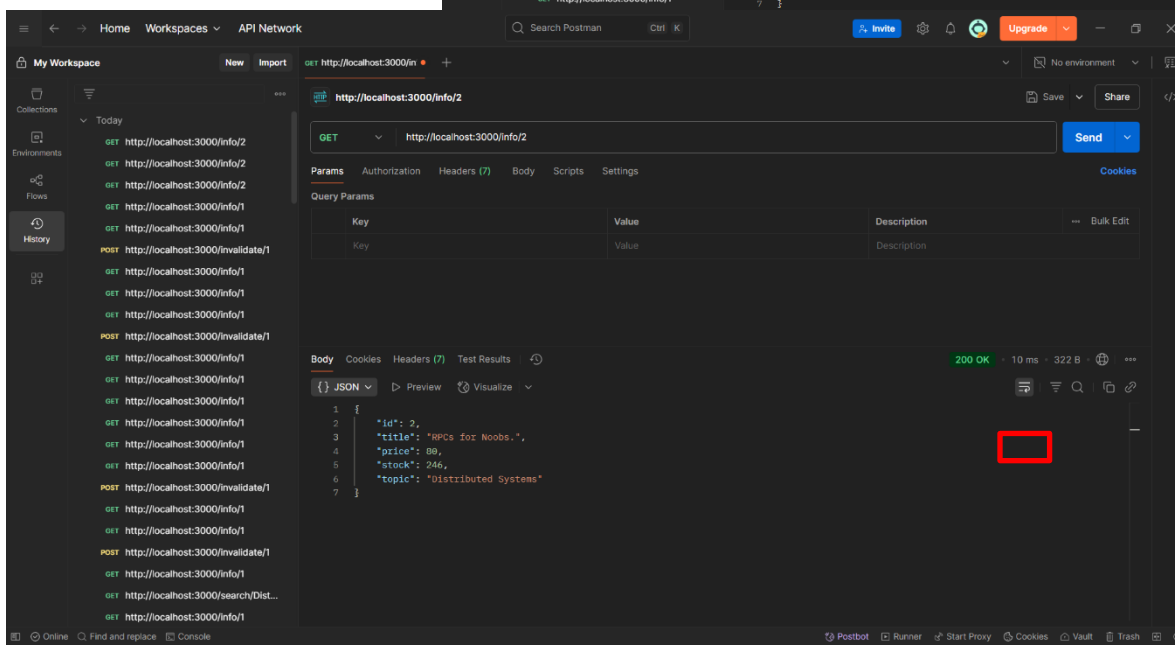 7 }
Home Workspaces API Network
Search Postman Ctrl K
Invite
Upgrade
My Workspace New Import
GET http://localhost:3000/in
No environment
Collections
Environments
Flows
History
Today
GET http://localhost:3000/info/2
GET http://localhost:3000/info/2
GET http://localhost:3000/info/2
GET http://localhost:3000/info/1
GET http://localhost:3000/info/1
POST http://localhost:3000/invalidate/1
GET http://localhost:3000/info/1
GET http://localhost:3000/info/1
GET http://localhost:3000/info/1
POST http://localhost:3000/invalidate/1
GET http://localhost:3000/info/1
GET http://localhost:3000/info/1
GET http://localhost:3000/info/1
GET http://localhost:3000/info/1
GET http://localhost:3000/info/1
GET http://localhost:3000/info/1
POST http://localhost:3000/invalidate/1
GET http://localhost:3000/info/1
GET http://localhost:3000/info/1
POST http://localhost:3000/invalidate/1
GET http://localhost:3000/info/1
GET http://localhost:3000/search/Dist...
GET http://localhost:3000/info/1
HTTP http://localhost:3000/info/2
Save Share
GET http://localhost:3000/info/2
Send
Params Authorization Headers (7) Body Scripts Settings
Cookies
Query Params
Key Value Description Bulk Edit
Key Value Description
Body Cookies Headers (7) Test Results
200 OK 10 ms 322 B
{} JSON Preview Visualize
1 {
2 "id": 2,
3 "title": "RPCs for Noobs.",
4 "price": 80,
5 "stock": 246,
6 "topic": "Distributed Systems"
7 }
Online Find and replace Console
Postbot Runner Start Proxy Cookies Vault Trash